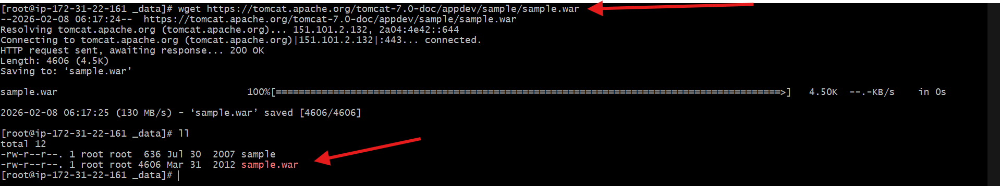 [root@ip-172-31-22-161 _data]# wget https://tomcat.apache.org/tomcat-7.0-doc/appdev/sample/sample.war
--2026-02-08 06:17:24--  https://tomcat.apache.org/tomcat-7.0-doc/appdev/sample/sample.war
Resolving tomcat.apache.org (tomcat.apache.org)... 151.101.2.132, 2a04:4e42::644
Connecting to tomcat.apache.org (tomcat.apache.org)|151.101.2.132|:443... connected.
HTTP request sent, awaiting response... 200 OK
Length: 4606 (4.5K)
Saving to: ‘sample.war’
sample.war 100%[========================================================================================>] 4.50K --.-KB/s in 0s
2026-02-08 06:17:25 (130 MB/s) - ‘sample.war’ saved [4606/4606]
[root@ip-172-31-22-161 _data]# ll
total 12
-rw-r--r--. 1 root root  636 Jul 30  2007 sample
-rw-r--r--. 1 root root 4606 Mar 31  2012 sample.war
[root@ip-172-31-22-161 _data]#